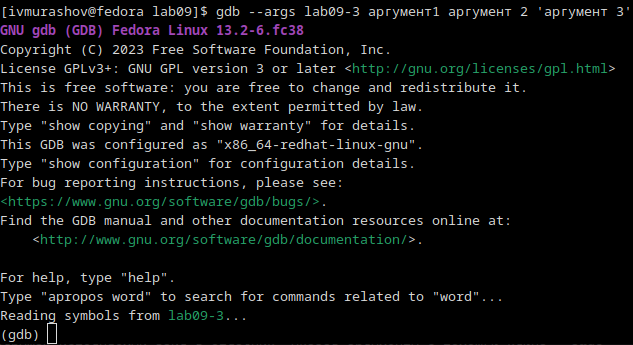 [ivmurashov@fedora lab09]$ gdb --args lab09-3 аргумент1 аргумент 2 'аргумент 3'
GNU gdb (GDB) Fedora Linux 13.2-6.fc38
Copyright (C) 2023 Free Software Foundation, Inc.
License GPLv3+: GNU GPL version 3 or later <http://gnu.org/licenses/gpl.html>
This is free software: you are free to change and redistribute it.
There is NO WARRANTY, to the extent permitted by law.
Type "show copying" and "show warranty" for details.
This GDB was configured as "x86_64-redhat-linux-gnu".
Type "show configuration" for configuration details.
For bug reporting instructions, please see:
<https://www.gnu.org/software/gdb/bugs/>.
Find the GDB manual and other documentation resources online at:
    <http://www.gnu.org/software/gdb/documentation/>.

For help, type "help".
Type "apropos word" to search for commands related to "word"...
Reading symbols from lab09-3...
(gdb)